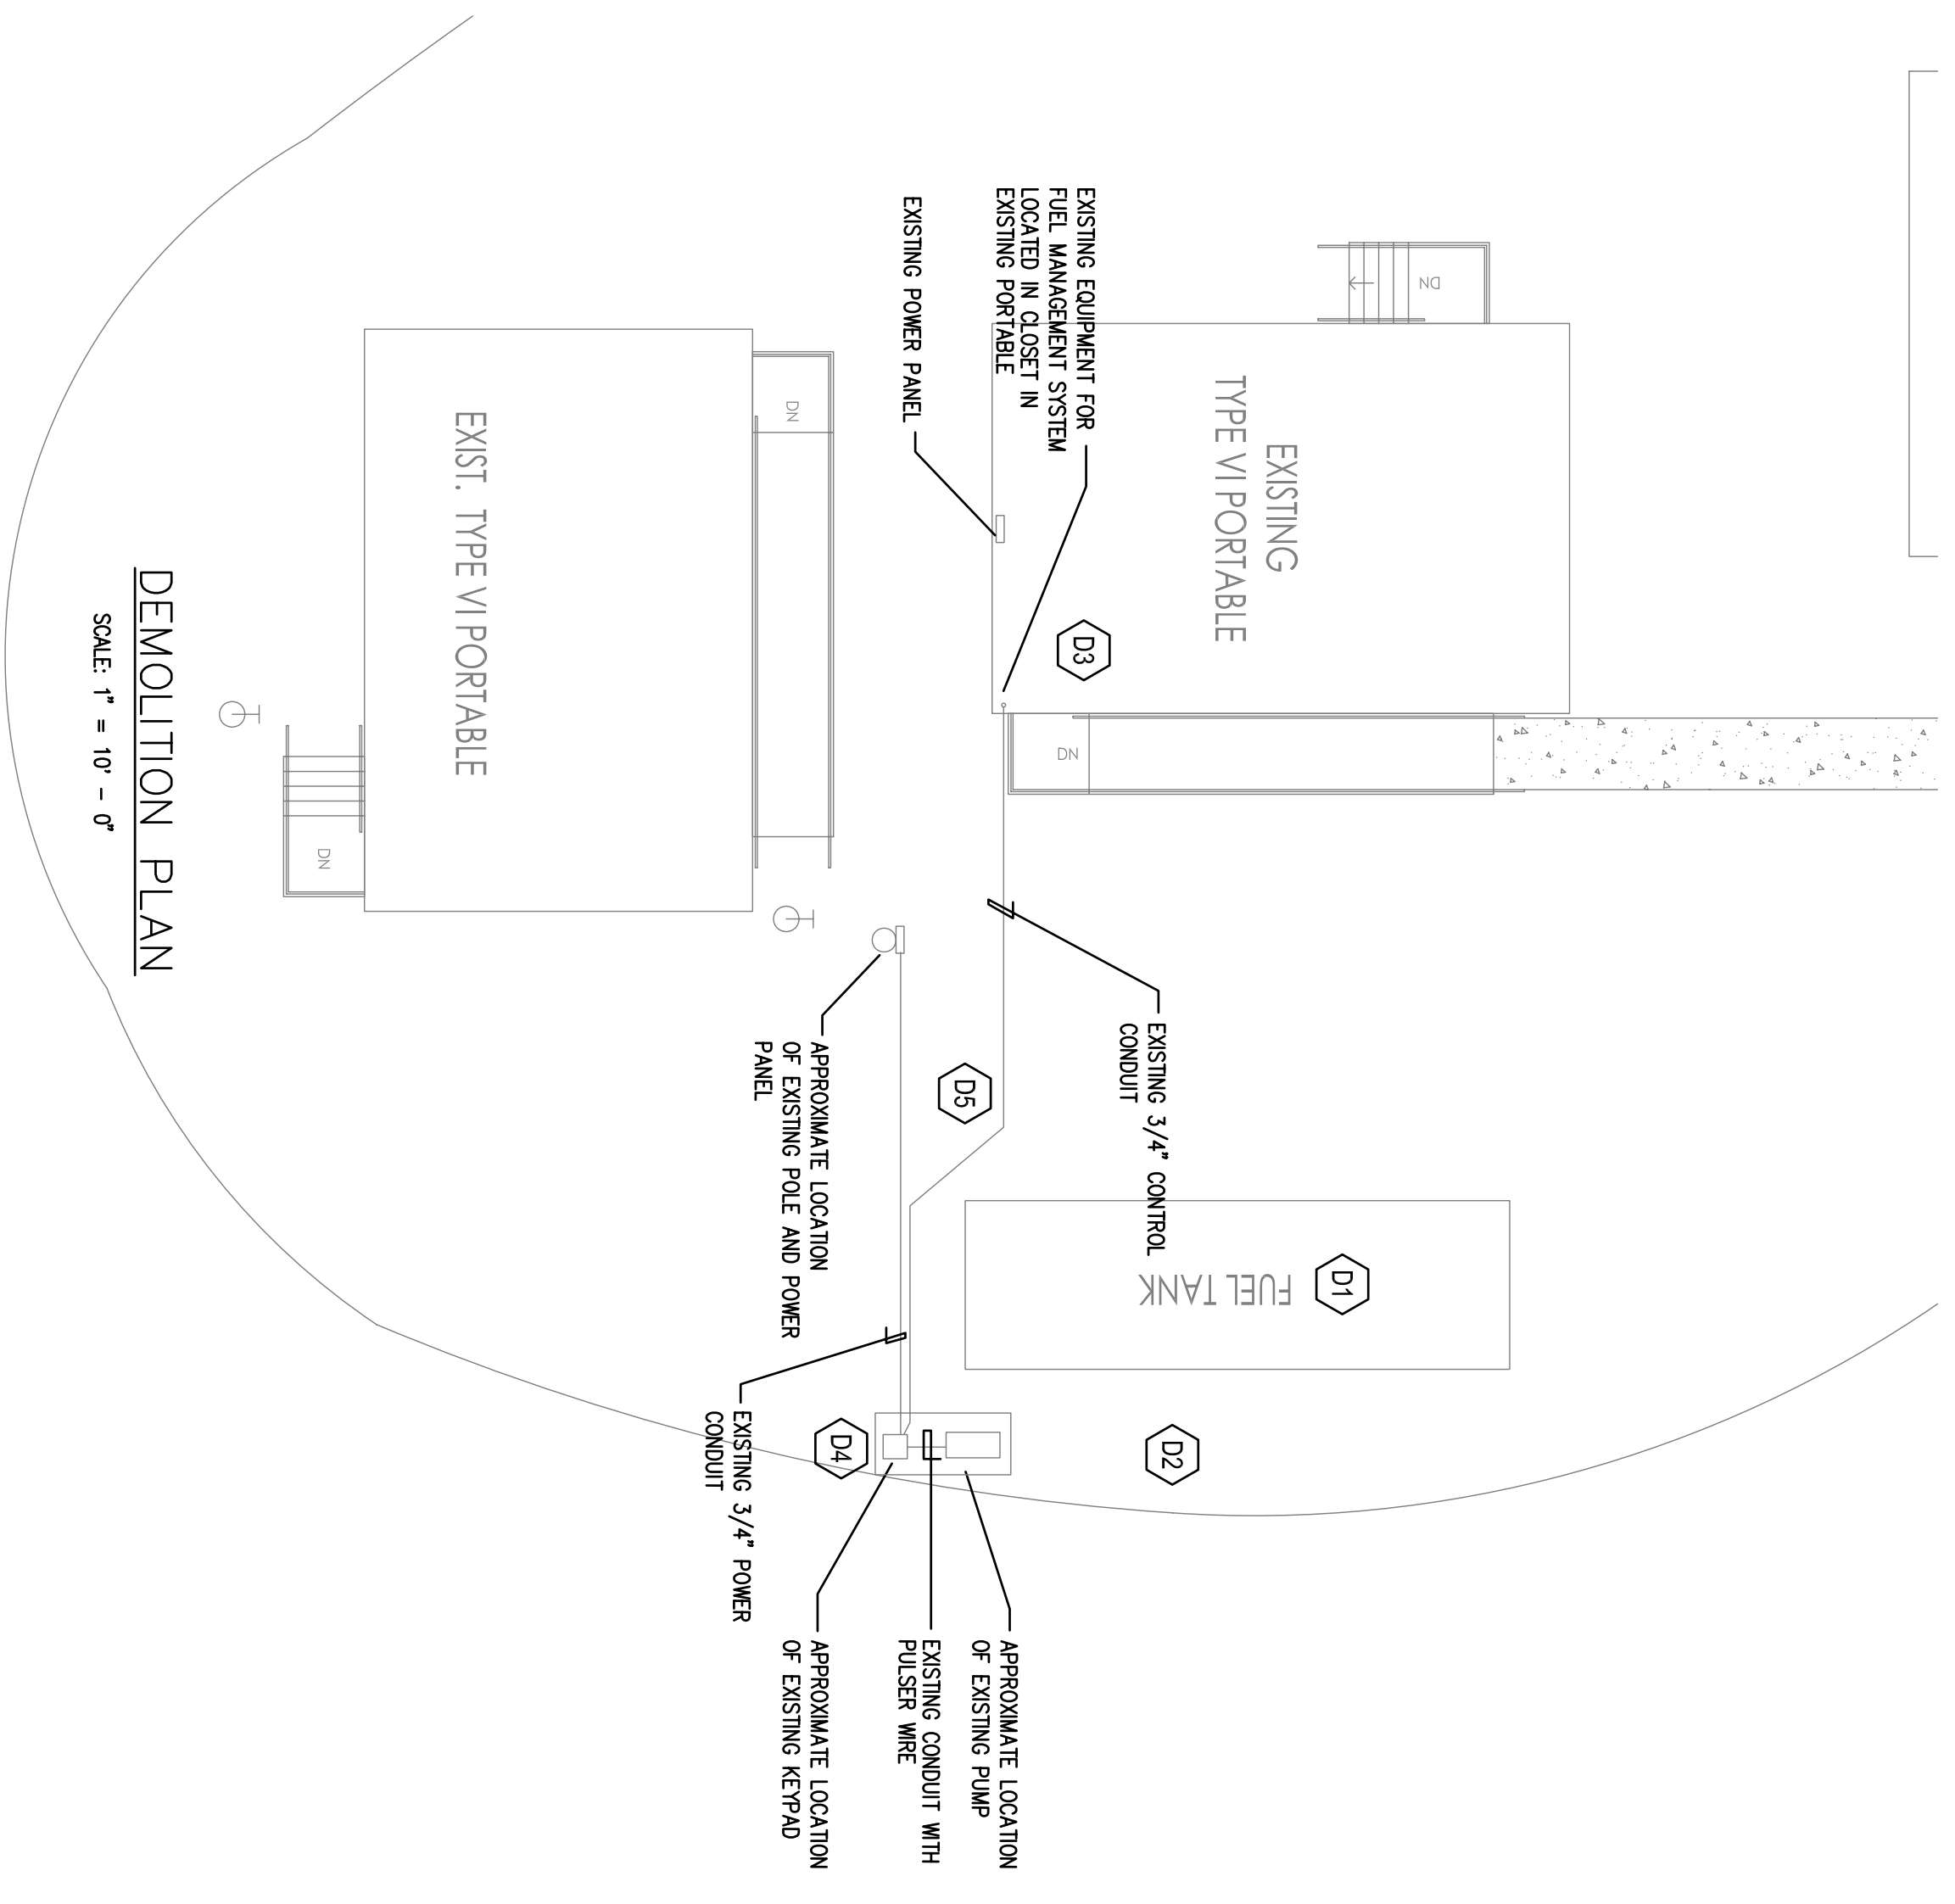 EXISTING EQUIPMENT FOR
FUEL MANAGEMENT SYSTEM
LOCATED IN CLOSET IN
EXISTING PORTABLE
EXISTING POWER PANEL
DN
EXISTING
TYPE VI PORTABLE
D3
DN
DN
EXIST. TYPE VI PORTABLE
DN
EXISTING 3/4" CONTROL
CONDUIT
D5
APPROXIMATE LOCATION
OF EXISTING POLE AND POWER
PANEL
D1
FUEL TANK
D2
D4
EXISTING 3/4" POWER
CONDUIT
APPROXIMATE LOCATION
OF EXISTING PUMP
EXISTING CONDUIT WITH
PULSER WIRE
APPROXIMATE LOCATION
OF EXISTING KEYPAD
DEMOLITION PLAN
SCALE: 1" = 10' - 0"